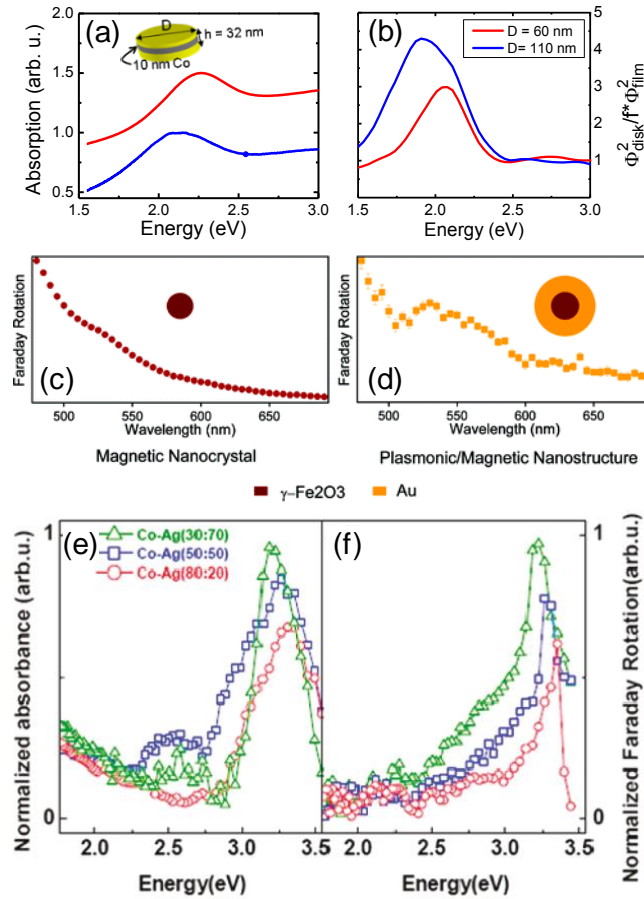 (a)
D
h = 32 nm
10 nm Co
Absorption (arb. u.)
1.5
1.0
0.5
2.0
2.5
3.0
Energy (eV)
(b)
D = 60 nm
D= 110 nm
5
4
3
2
1
1.5
2.0
2.5
3.0
Energy (eV)
Φ²disk/f*Φ²film
(c)
Faraday Rotation
500
550
600
650
Wavelength (nm)
Magnetic Nanocrystal
(d)
Faraday Rotation
500
550
600
650
Wavelength (nm)
Plasmonic/Magnetic Nanostructure
γ-Fe2O3
Au
(e)
Co-Ag(30:70)
Co-Ag(50:50)
Co-Ag(80:20)
Normalized absorbance (arb.u.)
1
0
2.0
2.5
3.0
3.5
Energy(eV)
(f)
1
0
2.0
2.5
3.0
3.5
Energy(eV)
Normalized Faraday Rotation(arb.u.)